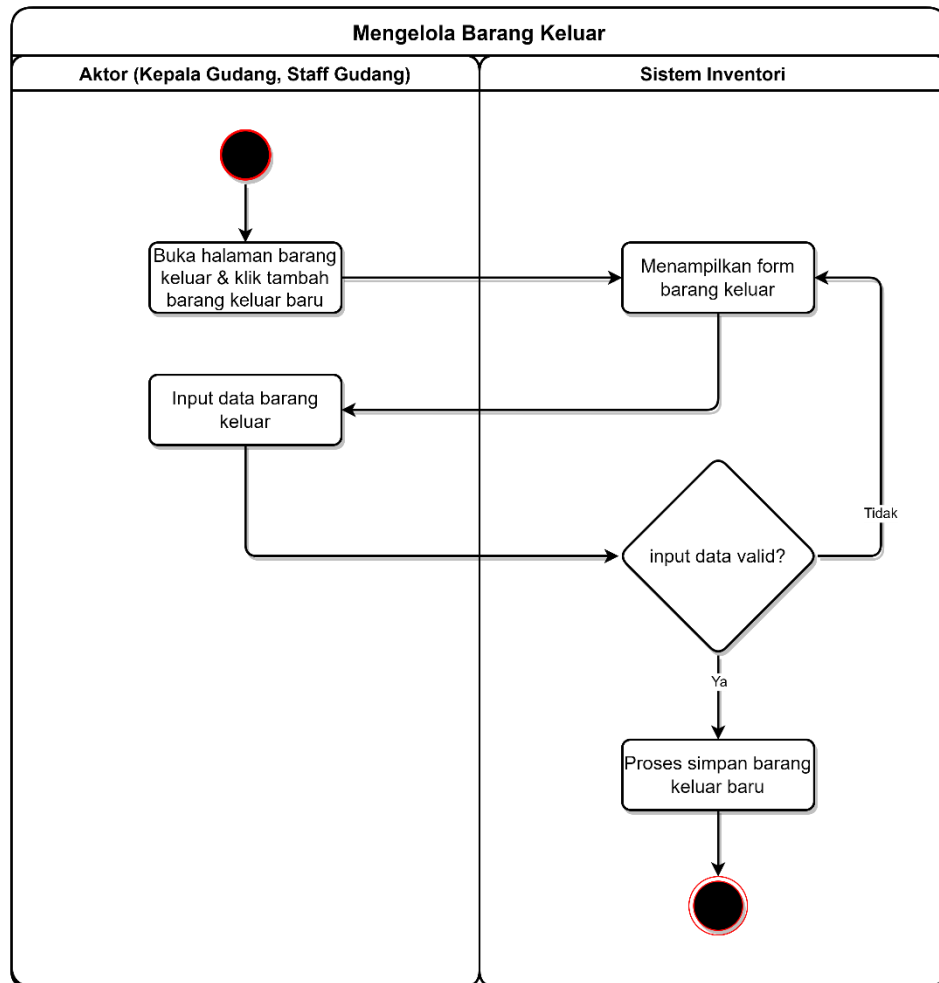 Mengelola Barang Keluar
Aktor (Kepala Gudang, Staff Gudang)
Sistem Inventori
Buka halaman barang
keluar & klik tambah
barang keluar baru
Menampilkan form
barang keluar
Input data barang
keluar
input data valid?
Tidak
Ya
Proses simpan barang
keluar baru